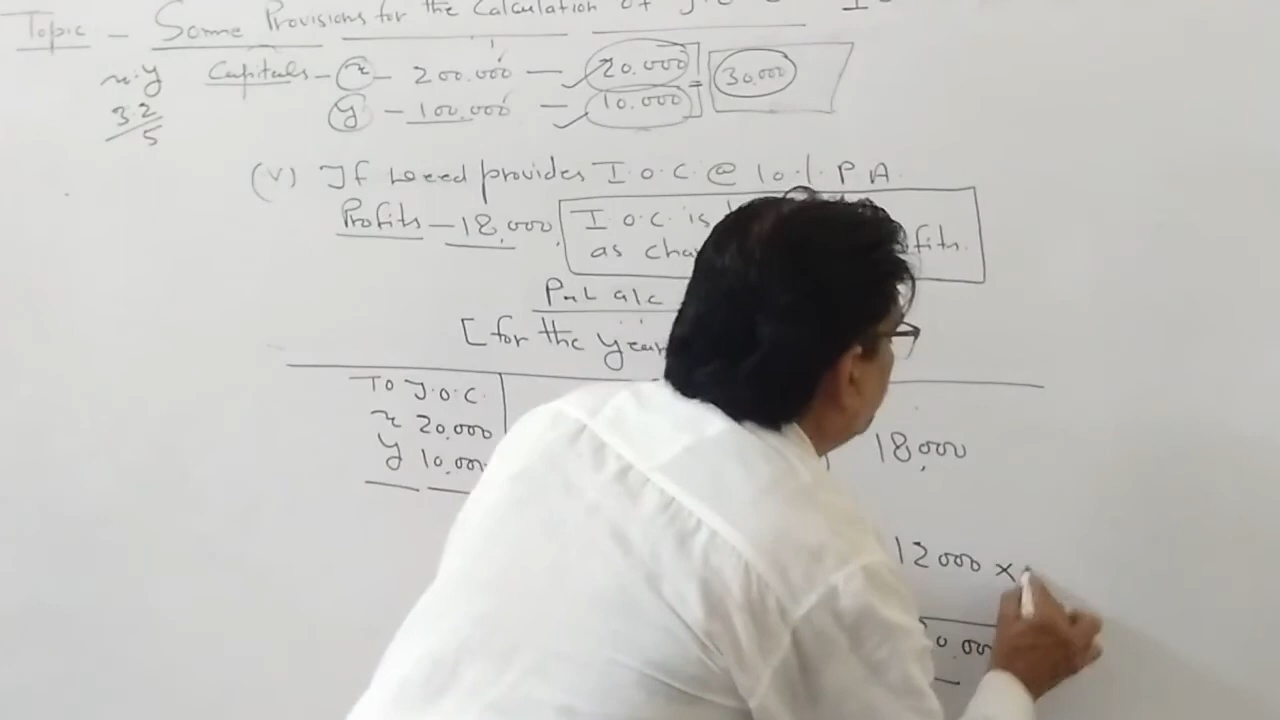 Topic - Some Provisions for the Calculation of
x. y Capitals - x - 200.000 - 20.000 = 30.000
3.2 y - 100.000 - 10.000
5
(V) If Deed provides I.O.C. @ 10 %. P. A.
Profits - 18,000 I.O.C. is
as fits.
PnL a/c
[for the year
To I.O.C.
x 20,000
y 10,000
18,000
12000 ×